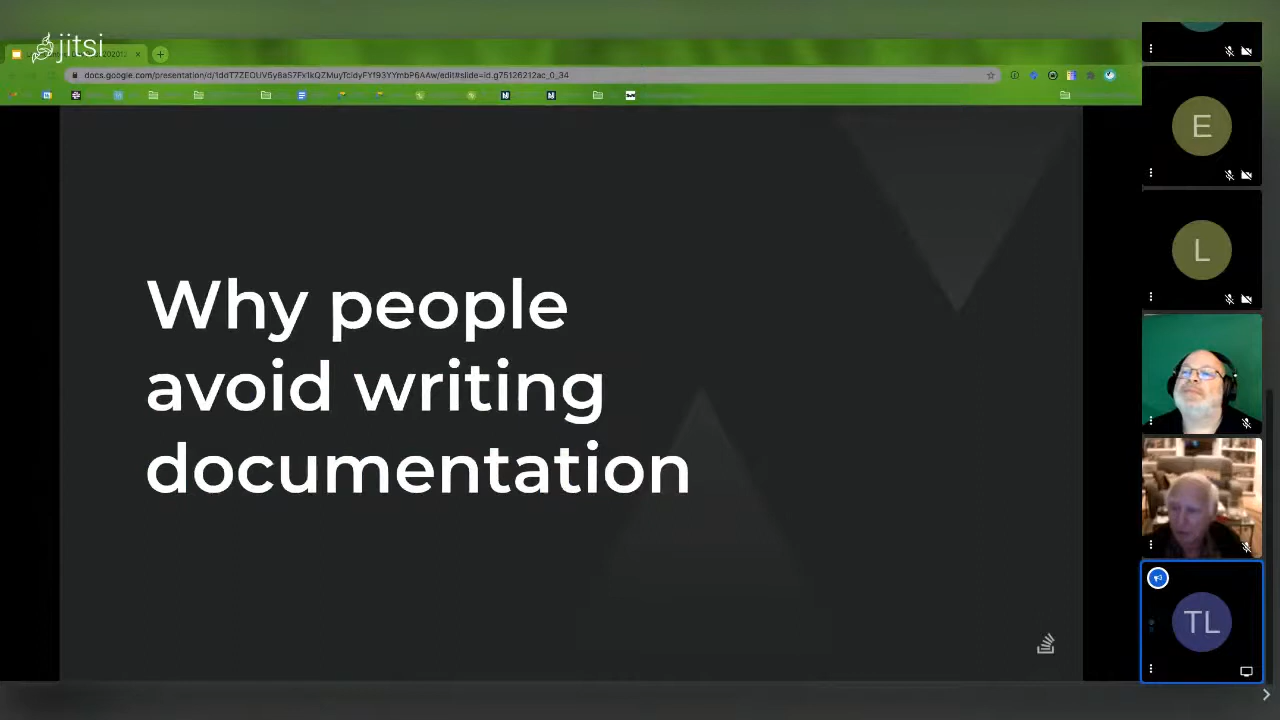 jitsi
Why people
avoid writing
documentation
E
L
TL